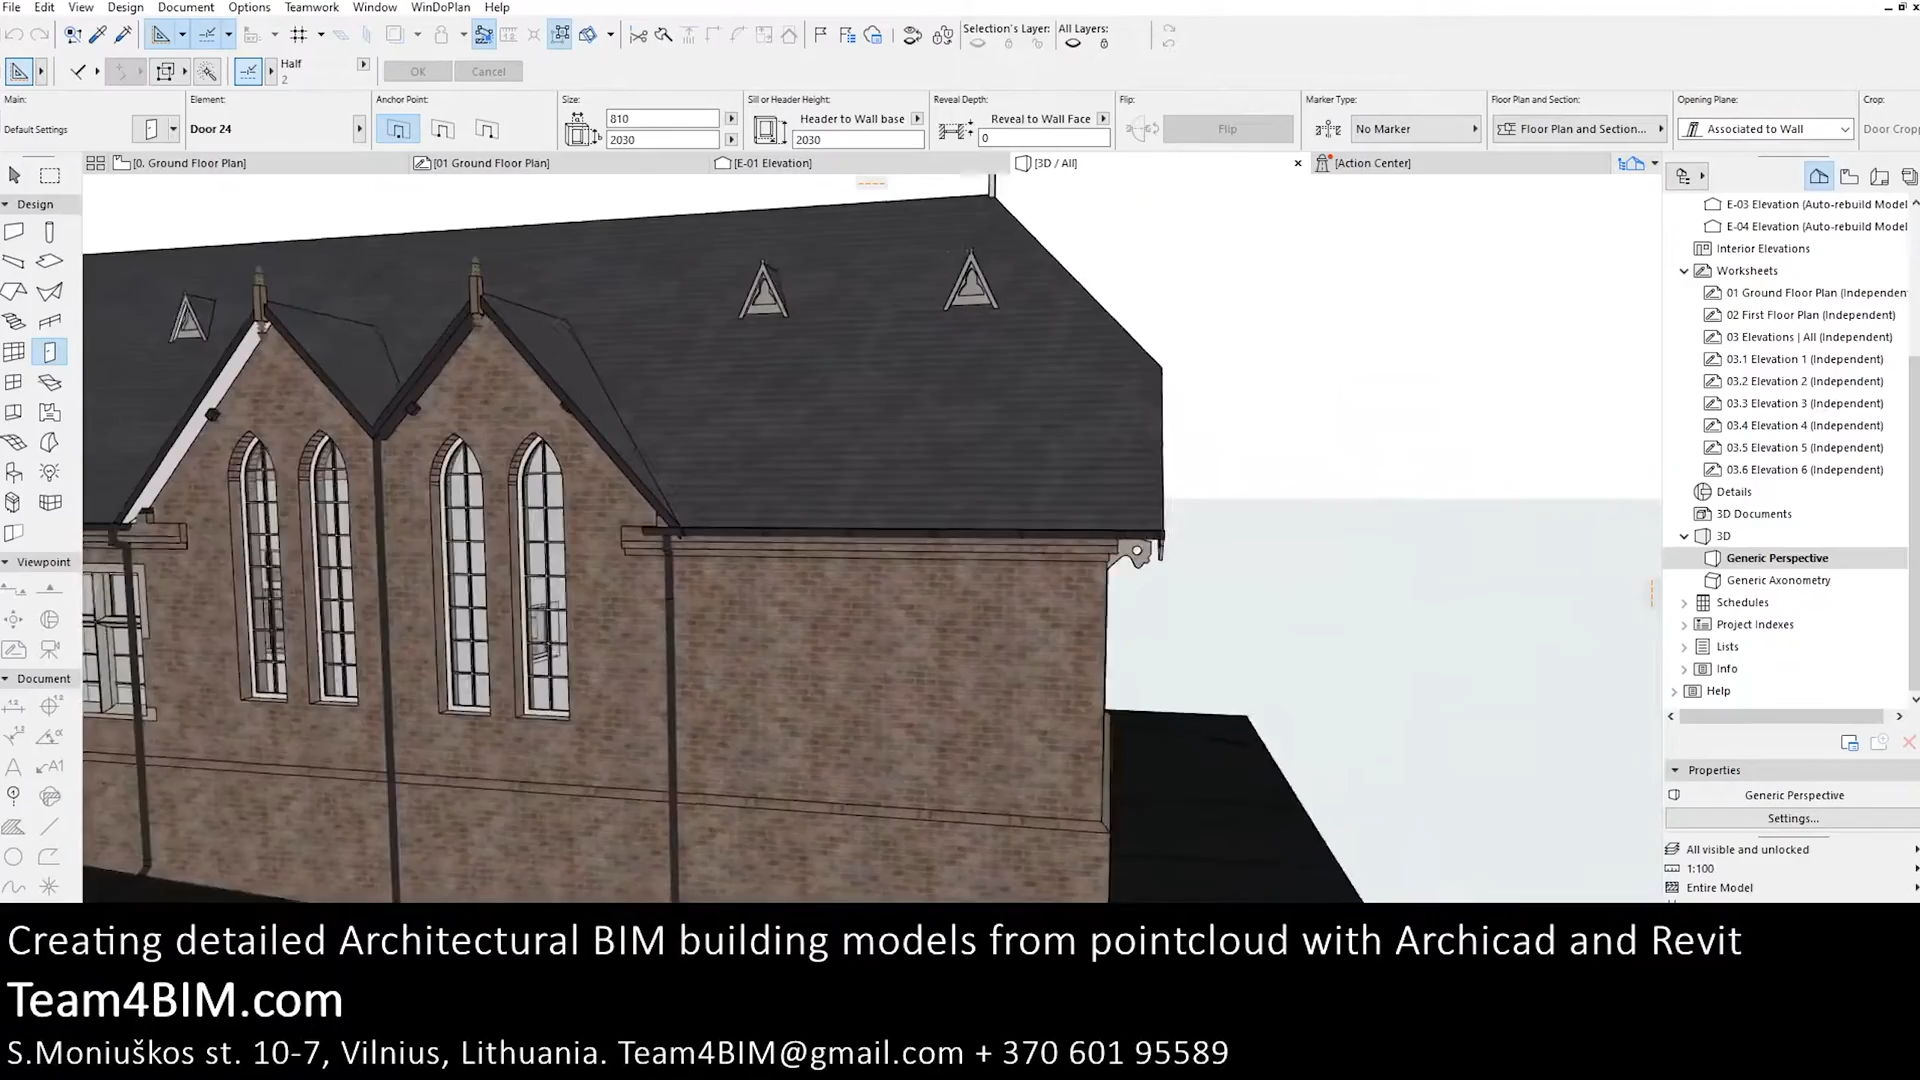 File Edit View Design Document Options Teamwork Window WinDoPlan Help
Selection's Layer: All Layers:
Half
2
OK Cancel
Main: Element: Anchor Point: Size: Sill or Header Height: Reveal Depth: Flip: Marker Type: Floor Plan and Section: Opening Plane: Crop:
810 Header to Wall base Reveal to Wall Face
Default Settings Door 24 Flip No Marker Floor Plan and Section... Associated to Wall Door Cropp
2030 2030 0
[0. Ground Floor Plan] [01 Ground Floor Plan] [E-01 Elevation] [3D / All] [Action Center]
Design
Viewpoint
Document
E-03 Elevation (Auto-rebuild Model
E-04 Elevation (Auto-rebuild Model
Interior Elevations
Worksheets
01 Ground Floor Plan (Independen
02 First Floor Plan (Independent)
03 Elevations | All (Independent)
03.1 Elevation 1 (Independent)
03.2 Elevation 2 (Independent)
03.3 Elevation 3 (Independent)
03.4 Elevation 4 (Independent)
03.5 Elevation 5 (Independent)
03.6 Elevation 6 (Independent)
Details
3D Documents
3D
Generic Perspective
Generic Axonometry
Schedules
Project Indexes
Lists
Info
Help
Properties
Generic Perspective
Settings...
All visible and unlocked
1:100
Entire Model
Creating detailed Architectural BIM building models from pointcloud with Archicad and Revit
Team4BIM.com
S.Moniuškos st. 10-7, Vilnius, Lithuania. Team4BIM@gmail.com + 370 601 95589